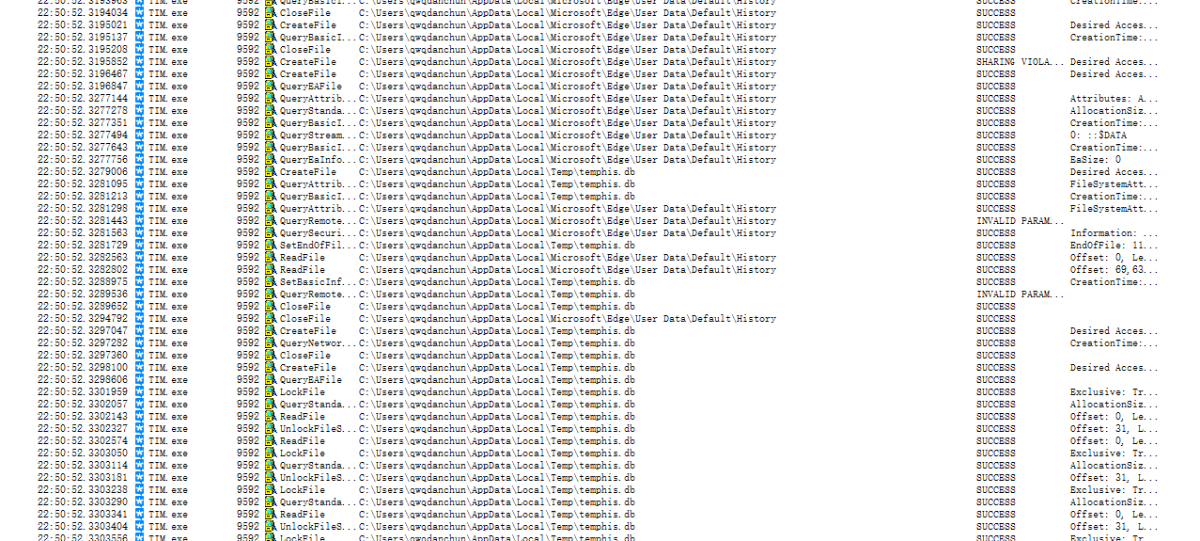 22:50:52.3193963 TIM.exe 9592 QueryBasicI... C:\Users\qwqdanchun\AppData\Local\Microsoft\Edge\User Data\Default\History SUCCESS CreationTime:...
22:50:52.3194034 TIM.exe 9592 CloseFile C:\Users\qwqdanchun\AppData\Local\Microsoft\Edge\User Data\Default\History SUCCESS
22:50:52.3195021 TIM.exe 9592 CreateFile C:\Users\qwqdanchun\AppData\Local\Microsoft\Edge\User Data\Default\History SUCCESS Desired Acces...
22:50:52.3195137 TIM.exe 9592 QueryBasicI... C:\Users\qwqdanchun\AppData\Local\Microsoft\Edge\User Data\Default\History SUCCESS CreationTime:...
22:50:52.3195208 TIM.exe 9592 CloseFile C:\Users\qwqdanchun\AppData\Local\Microsoft\Edge\User Data\Default\History SUCCESS
22:50:52.3195852 TIM.exe 9592 CreateFile C:\Users\qwqdanchun\AppData\Local\Microsoft\Edge\User Data\Default\History SHARING VIOLA... Desired Acces...
22:50:52.3196467 TIM.exe 9592 CreateFile C:\Users\qwqdanchun\AppData\Local\Microsoft\Edge\User Data\Default\History SUCCESS Desired Acces...
22:50:52.3196847 TIM.exe 9592 QueryEAFile C:\Users\qwqdanchun\AppData\Local\Microsoft\Edge\User Data\Default\History SUCCESS
22:50:52.3277144 TIM.exe 9592 QueryAttrib... C:\Users\qwqdanchun\AppData\Local\Microsoft\Edge\User Data\Default\History SUCCESS Attributes: A...
22:50:52.3277278 TIM.exe 9592 QueryStanda... C:\Users\qwqdanchun\AppData\Local\Microsoft\Edge\User Data\Default\History SUCCESS AllocationSiz...
22:50:52.3277351 TIM.exe 9592 QueryBasicI... C:\Users\qwqdanchun\AppData\Local\Microsoft\Edge\User Data\Default\History SUCCESS CreationTime:...
22:50:52.3277494 TIM.exe 9592 QueryStream... C:\Users\qwqdanchun\AppData\Local\Microsoft\Edge\User Data\Default\History SUCCESS 0: ::$DATA
22:50:52.3277643 TIM.exe 9592 QueryBasicI... C:\Users\qwqdanchun\AppData\Local\Microsoft\Edge\User Data\Default\History SUCCESS CreationTime:...
22:50:52.3277756 TIM.exe 9592 QueryEaInfo... C:\Users\qwqdanchun\AppData\Local\Microsoft\Edge\User Data\Default\History SUCCESS EaSize: 0
22:50:52.3279006 TIM.exe 9592 CreateFile C:\Users\qwqdanchun\AppData\Local\Temp\temphis.db SUCCESS Desired Acces...
22:50:52.3281095 TIM.exe 9592 QueryAttrib... C:\Users\qwqdanchun\AppData\Local\Temp\temphis.db SUCCESS FileSystemAtt...
22:50:52.3281213 TIM.exe 9592 QueryBasicI... C:\Users\qwqdanchun\AppData\Local\Temp\temphis.db SUCCESS CreationTime:...
22:50:52.3281298 TIM.exe 9592 QueryAttrib... C:\Users\qwqdanchun\AppData\Local\Microsoft\Edge\User Data\Default\History SUCCESS FileSystemAtt...
22:50:52.3281443 TIM.exe 9592 QueryRemote... C:\Users\qwqdanchun\AppData\Local\Microsoft\Edge\User Data\Default\History INVALID PARAM...
22:50:52.3281563 TIM.exe 9592 QuerySecuri... C:\Users\qwqdanchun\AppData\Local\Microsoft\Edge\User Data\Default\History SUCCESS Information: ...
22:50:52.3281729 TIM.exe 9592 SetEndOfFil... C:\Users\qwqdanchun\AppData\Local\Temp\temphis.db SUCCESS EndOfFile: 11...
22:50:52.3282563 TIM.exe 9592 ReadFile C:\Users\qwqdanchun\AppData\Local\Microsoft\Edge\User Data\Default\History SUCCESS Offset: 0, Le...
22:50:52.3282802 TIM.exe 9592 ReadFile C:\Users\qwqdanchun\AppData\Local\Microsoft\Edge\User Data\Default\History SUCCESS Offset: 69,63...
22:50:52.3288975 TIM.exe 9592 SetBasicInf... C:\Users\qwqdanchun\AppData\Local\Temp\temphis.db SUCCESS CreationTime:...
22:50:52.3289536 TIM.exe 9592 QueryRemote... C:\Users\qwqdanchun\AppData\Local\Temp\temphis.db INVALID PARAM...
22:50:52.3289652 TIM.exe 9592 CloseFile C:\Users\qwqdanchun\AppData\Local\Temp\temphis.db SUCCESS
22:50:52.3294792 TIM.exe 9592 CloseFile C:\Users\qwqdanchun\AppData\Local\Microsoft\Edge\User Data\Default\History SUCCESS
22:50:52.3297047 TIM.exe 9592 CreateFile C:\Users\qwqdanchun\AppData\Local\Temp\temphis.db SUCCESS Desired Acces...
22:50:52.3297282 TIM.exe 9592 QueryNetwor... C:\Users\qwqdanchun\AppData\Local\Temp\temphis.db SUCCESS CreationTime:...
22:50:52.3297360 TIM.exe 9592 CloseFile C:\Users\qwqdanchun\AppData\Local\Temp\temphis.db SUCCESS
22:50:52.3298100 TIM.exe 9592 CreateFile C:\Users\qwqdanchun\AppData\Local\Temp\temphis.db SUCCESS Desired Acces...
22:50:52.3298606 TIM.exe 9592 QueryEAFile C:\Users\qwqdanchun\AppData\Local\Temp\temphis.db SUCCESS
22:50:52.3301959 TIM.exe 9592 LockFile C:\Users\qwqdanchun\AppData\Local\Temp\temphis.db SUCCESS Exclusive: Tr...
22:50:52.3302057 TIM.exe 9592 QueryStanda... C:\Users\qwqdanchun\AppData\Local\Temp\temphis.db SUCCESS AllocationSiz...
22:50:52.3302143 TIM.exe 9592 ReadFile C:\Users\qwqdanchun\AppData\Local\Temp\temphis.db SUCCESS Offset: 0, Le...
22:50:52.3302327 TIM.exe 9592 UnlockFileS... C:\Users\qwqdanchun\AppData\Local\Temp\temphis.db SUCCESS Offset: 31, L...
22:50:52.3302574 TIM.exe 9592 ReadFile C:\Users\qwqdanchun\AppData\Local\Temp\temphis.db SUCCESS Offset: 0, Le...
22:50:52.3303050 TIM.exe 9592 LockFile C:\Users\qwqdanchun\AppData\Local\Temp\temphis.db SUCCESS Exclusive: Tr...
22:50:52.3303114 TIM.exe 9592 QueryStanda... C:\Users\qwqdanchun\AppData\Local\Temp\temphis.db SUCCESS AllocationSiz...
22:50:52.3303181 TIM.exe 9592 UnlockFileS... C:\Users\qwqdanchun\AppData\Local\Temp\temphis.db SUCCESS Offset: 31, L...
22:50:52.3303238 TIM.exe 9592 LockFile C:\Users\qwqdanchun\AppData\Local\Temp\temphis.db SUCCESS Exclusive: Tr...
22:50:52.3303290 TIM.exe 9592 QueryStanda... C:\Users\qwqdanchun\AppData\Local\Temp\temphis.db SUCCESS AllocationSiz...
22:50:52.3303341 TIM.exe 9592 ReadFile C:\Users\qwqdanchun\AppData\Local\Temp\temphis.db SUCCESS Offset: 0, Le...
22:50:52.3303404 TIM.exe 9592 UnlockFileS... C:\Users\qwqdanchun\AppData\Local\Temp\temphis.db SUCCESS Offset: 31, L...
22:50:52.3303556 TIM.exe 9592 LockFile C:\Users\qwqdanchun\AppData\Local\Temp\temphis.db SUCCESS Exclusive: Tr...